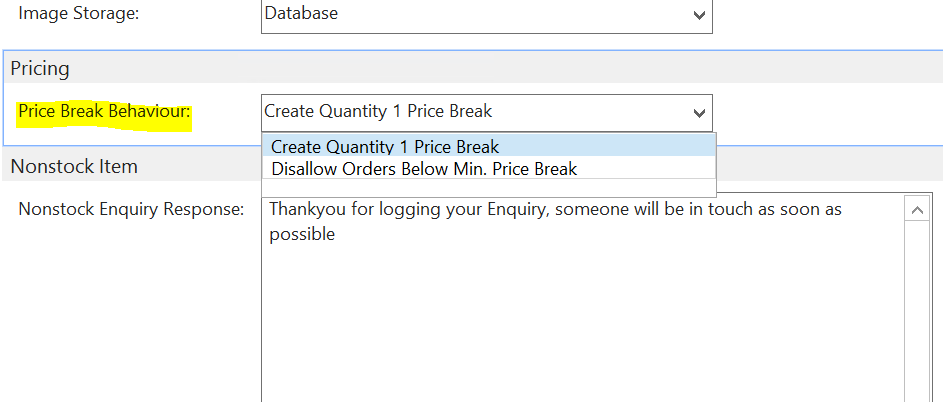 Image Storage: Database
Pricing
Price Break Behaviour: Create Quantity 1 Price Break
Create Quantity 1 Price Break
Disallow Orders Below Min. Price Break
Nonstock Item
Nonstock Enquiry Response: Thankyou for logging your Enquiry, someone will be in touch as soon as
possible